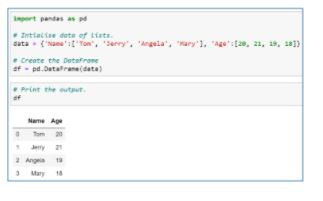 import pandas as pd
# Intialise data of lists.
data = {'Name':['Tom', 'Jerry', 'Angela', 'Mary'], 'Age':[20, 21, 19, 18]}
# Create the DataFrame
df = pd.DataFrame(data)
# Print the output.
df
Name Age
0 Tom 20
1 Jerry 21
2 Angela 19
3 Mary 18